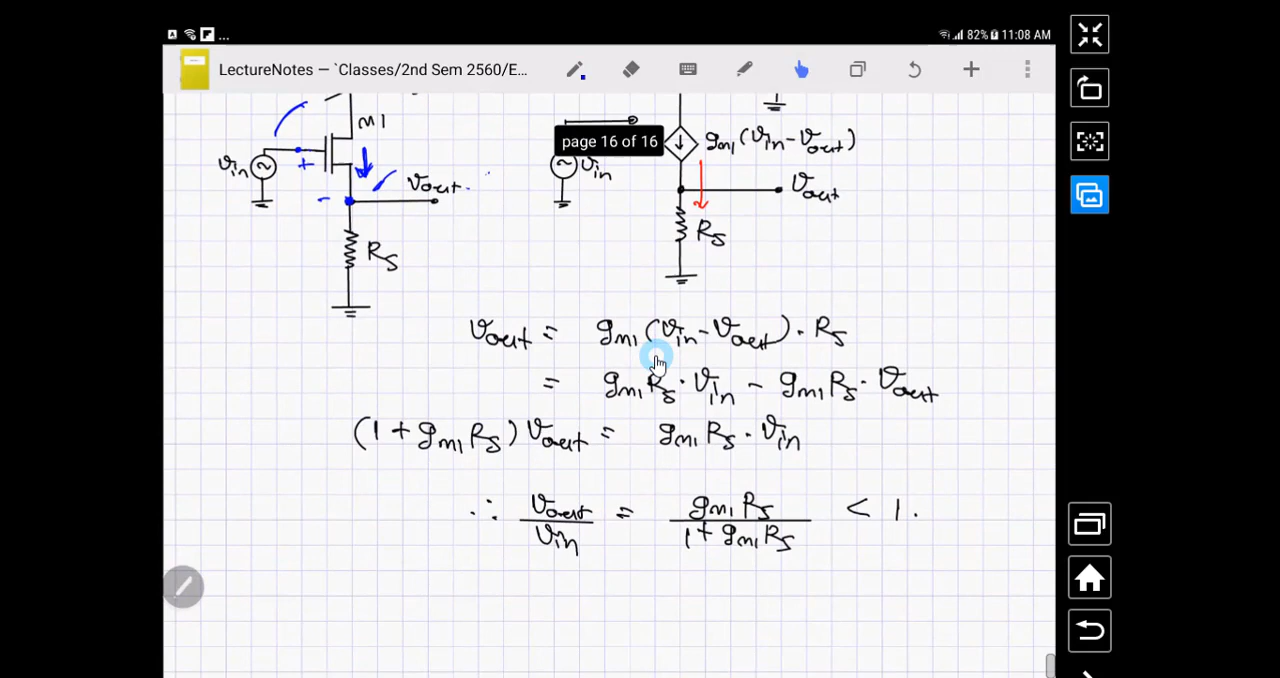 ... 82% 11:08 AM
LectureNotes — `Classes/2nd Sem 2560/E...
M1
page 16 of 16
gm1(Vin-Vout)
Vin
+
Vout.
-
Vin
Vout
Rs
Rs
Vout = gm1(Vin-Vout). Rs
= gm1Rs·Vin - gm1Rs·Vout
(1+gm1Rs)Vout = gm1Rs·Vin
∴ Vout/Vin = gm1Rs/1+gm1Rs < 1.